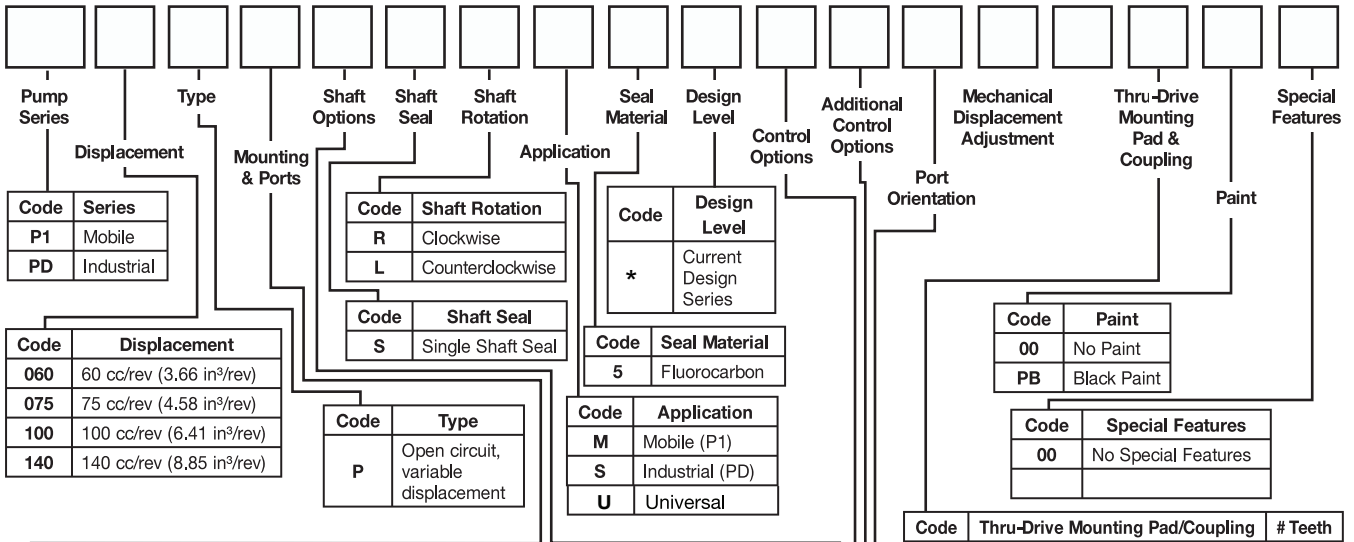 Pump
Series
Displacement
Type
Mounting
& Ports
Shaft
Options
Shaft
Seal
Shaft
Rotation
Application
Seal
Material
Design
Level
Control
Options
Additional
Control
Options
Port
Orientation
Mechanical
Displacement
Adjustment
Thru-Drive
Mounting
Pad &
Coupling
Paint
Special
Features
Code Series
P1 Mobile
PD Industrial
Code Shaft Rotation
R Clockwise
L Counterclockwise
Code Design
Level
* Current
Design
Series
Code Shaft Seal
S Single Shaft Seal
Code Displacement
060 60 cc/rev (3.66 in³/rev)
075 75 cc/rev (4.58 in³/rev)
100 100 cc/rev (6.41 in³/rev)
140 140 cc/rev (8.85 in³/rev)
Code Seal Material
5 Fluorocarbon
Code Paint
00 No Paint
PB Black Paint
Code Type
P Open circuit,
variable
displacement
Code Application
M Mobile (P1)
S Industrial (PD)
U Universal
Code Special Features
00 No Special Features
Code Thru-Drive Mounting Pad/Coupling # Teeth